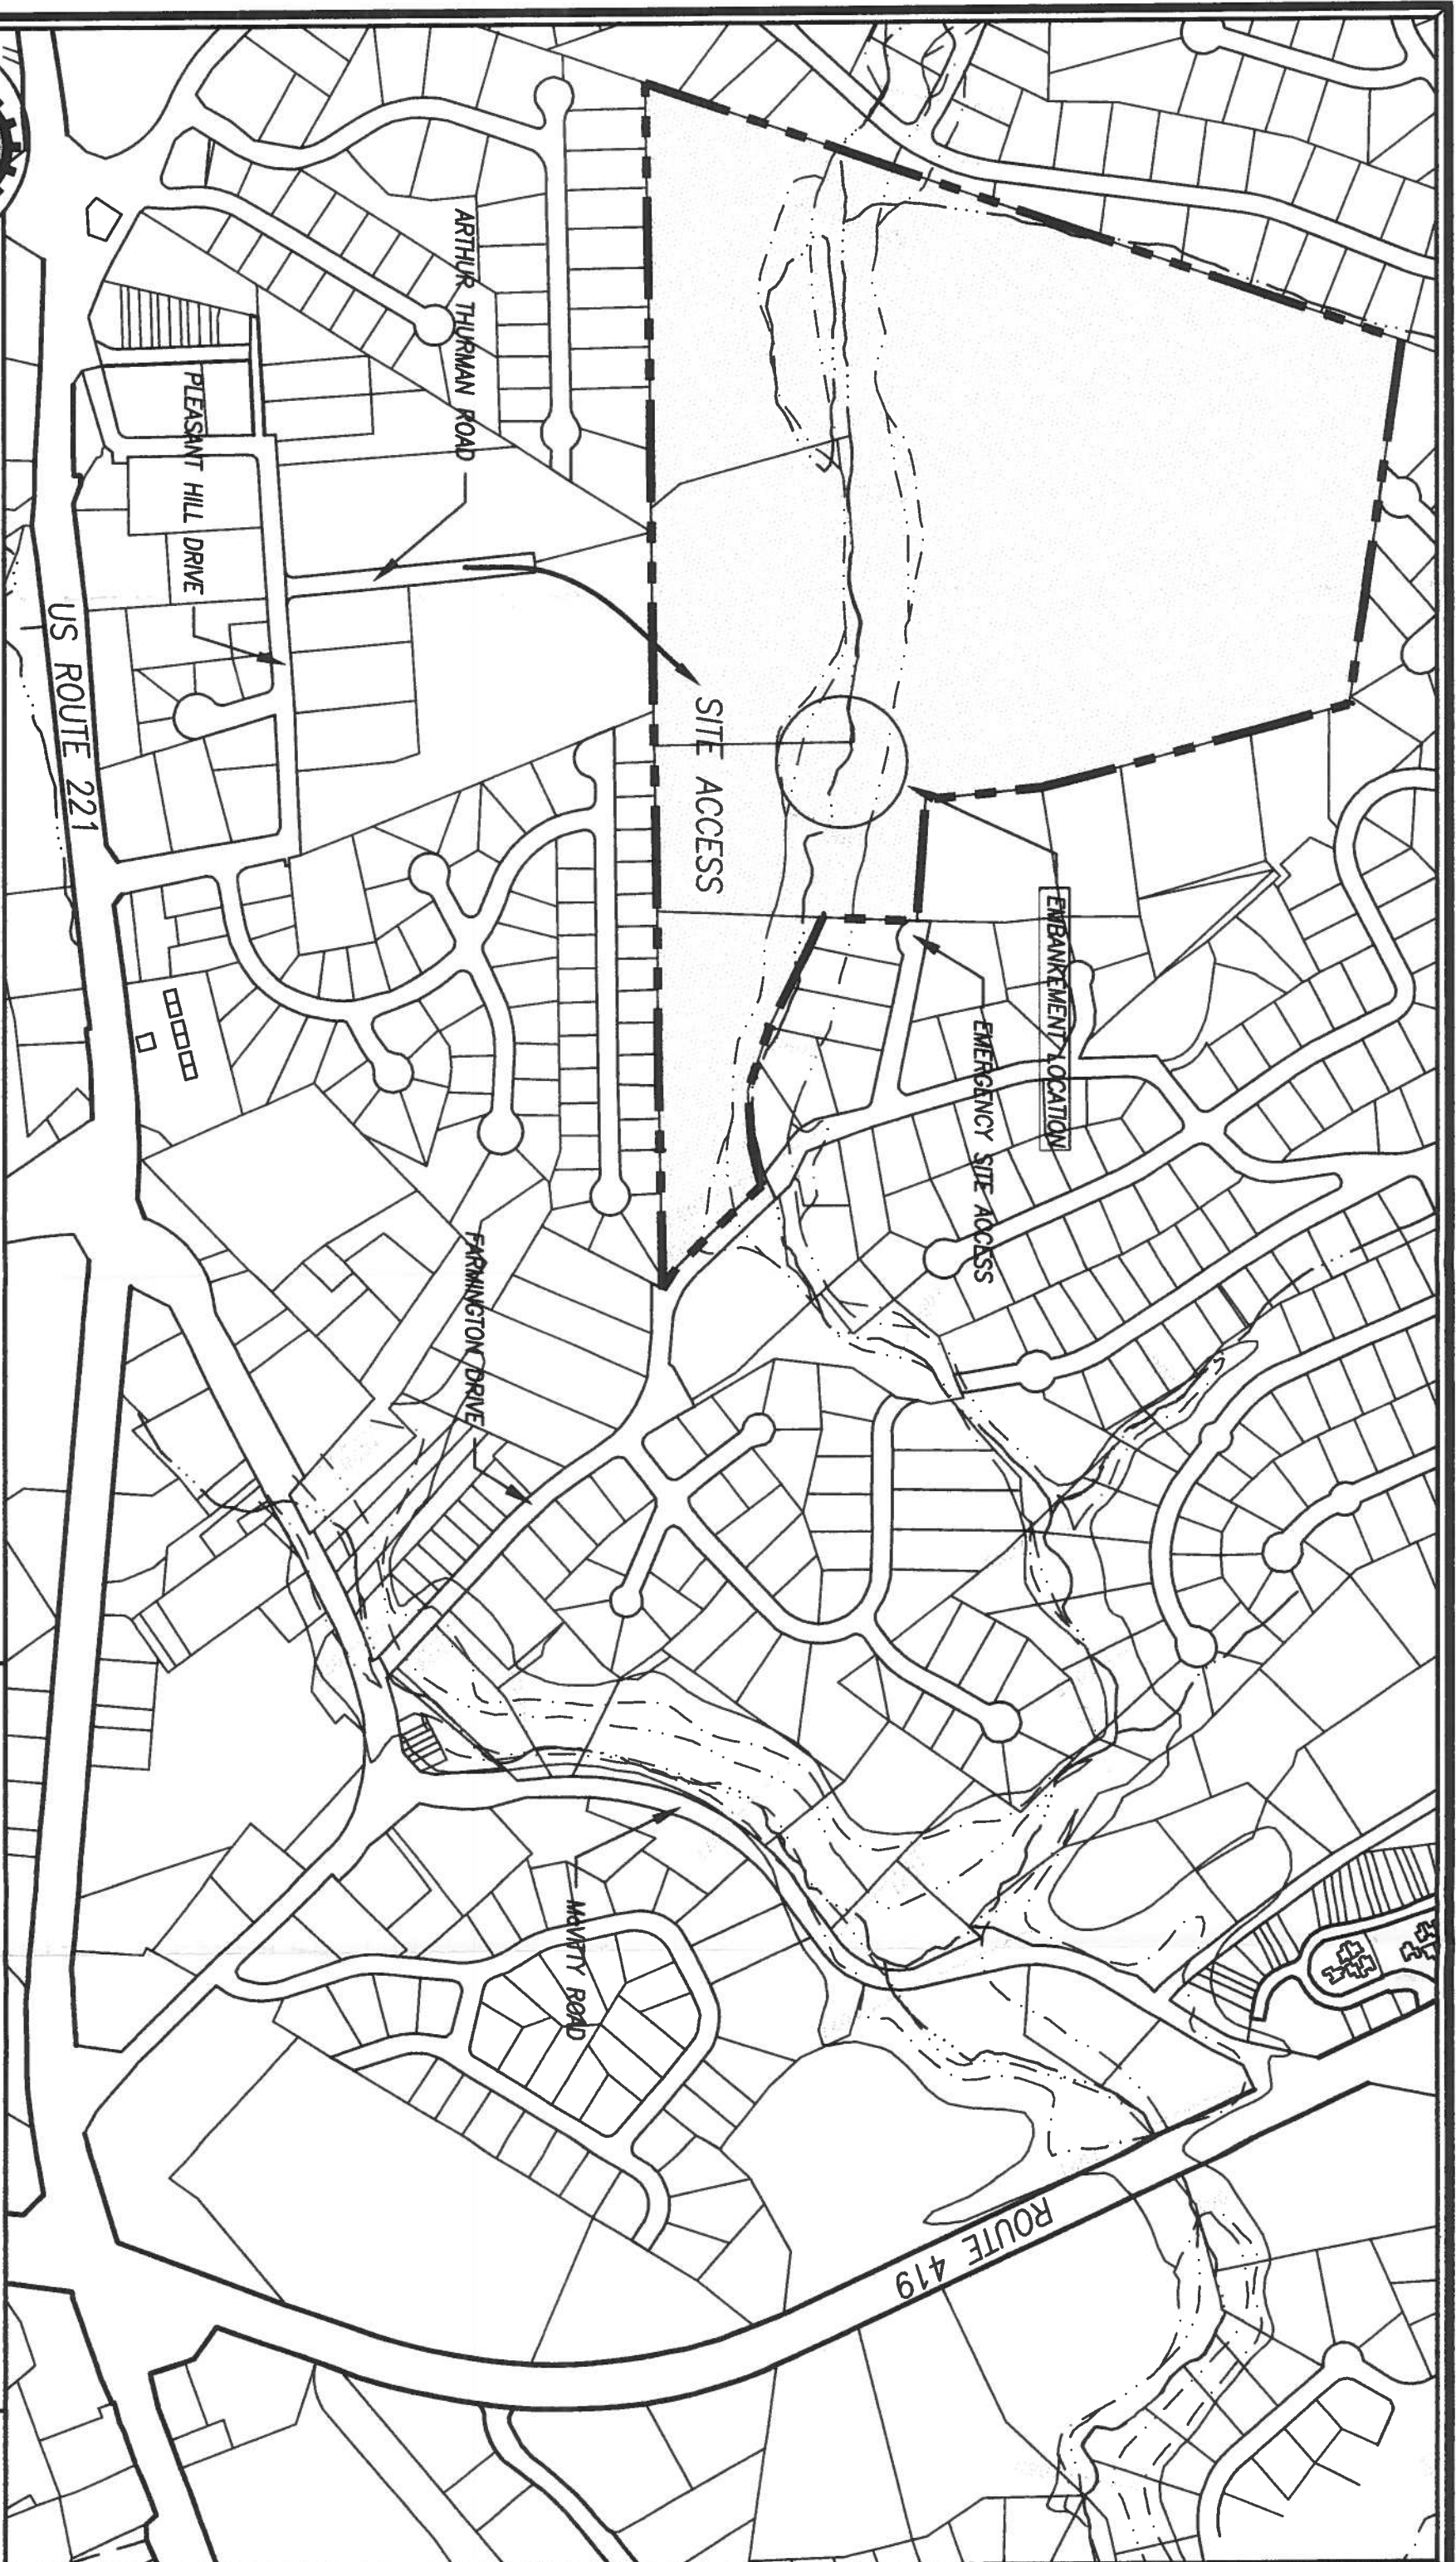 EMBANKEMENT LOCATION
EMERGENCY SITE ACCESS
SITE ACCESS
ARTHUR THURMAN ROAD
PLEASANT HILL DRIVE
US ROUTE 221
FARMINGTON DRIVE
McVITTY ROAD
ROUTE 419